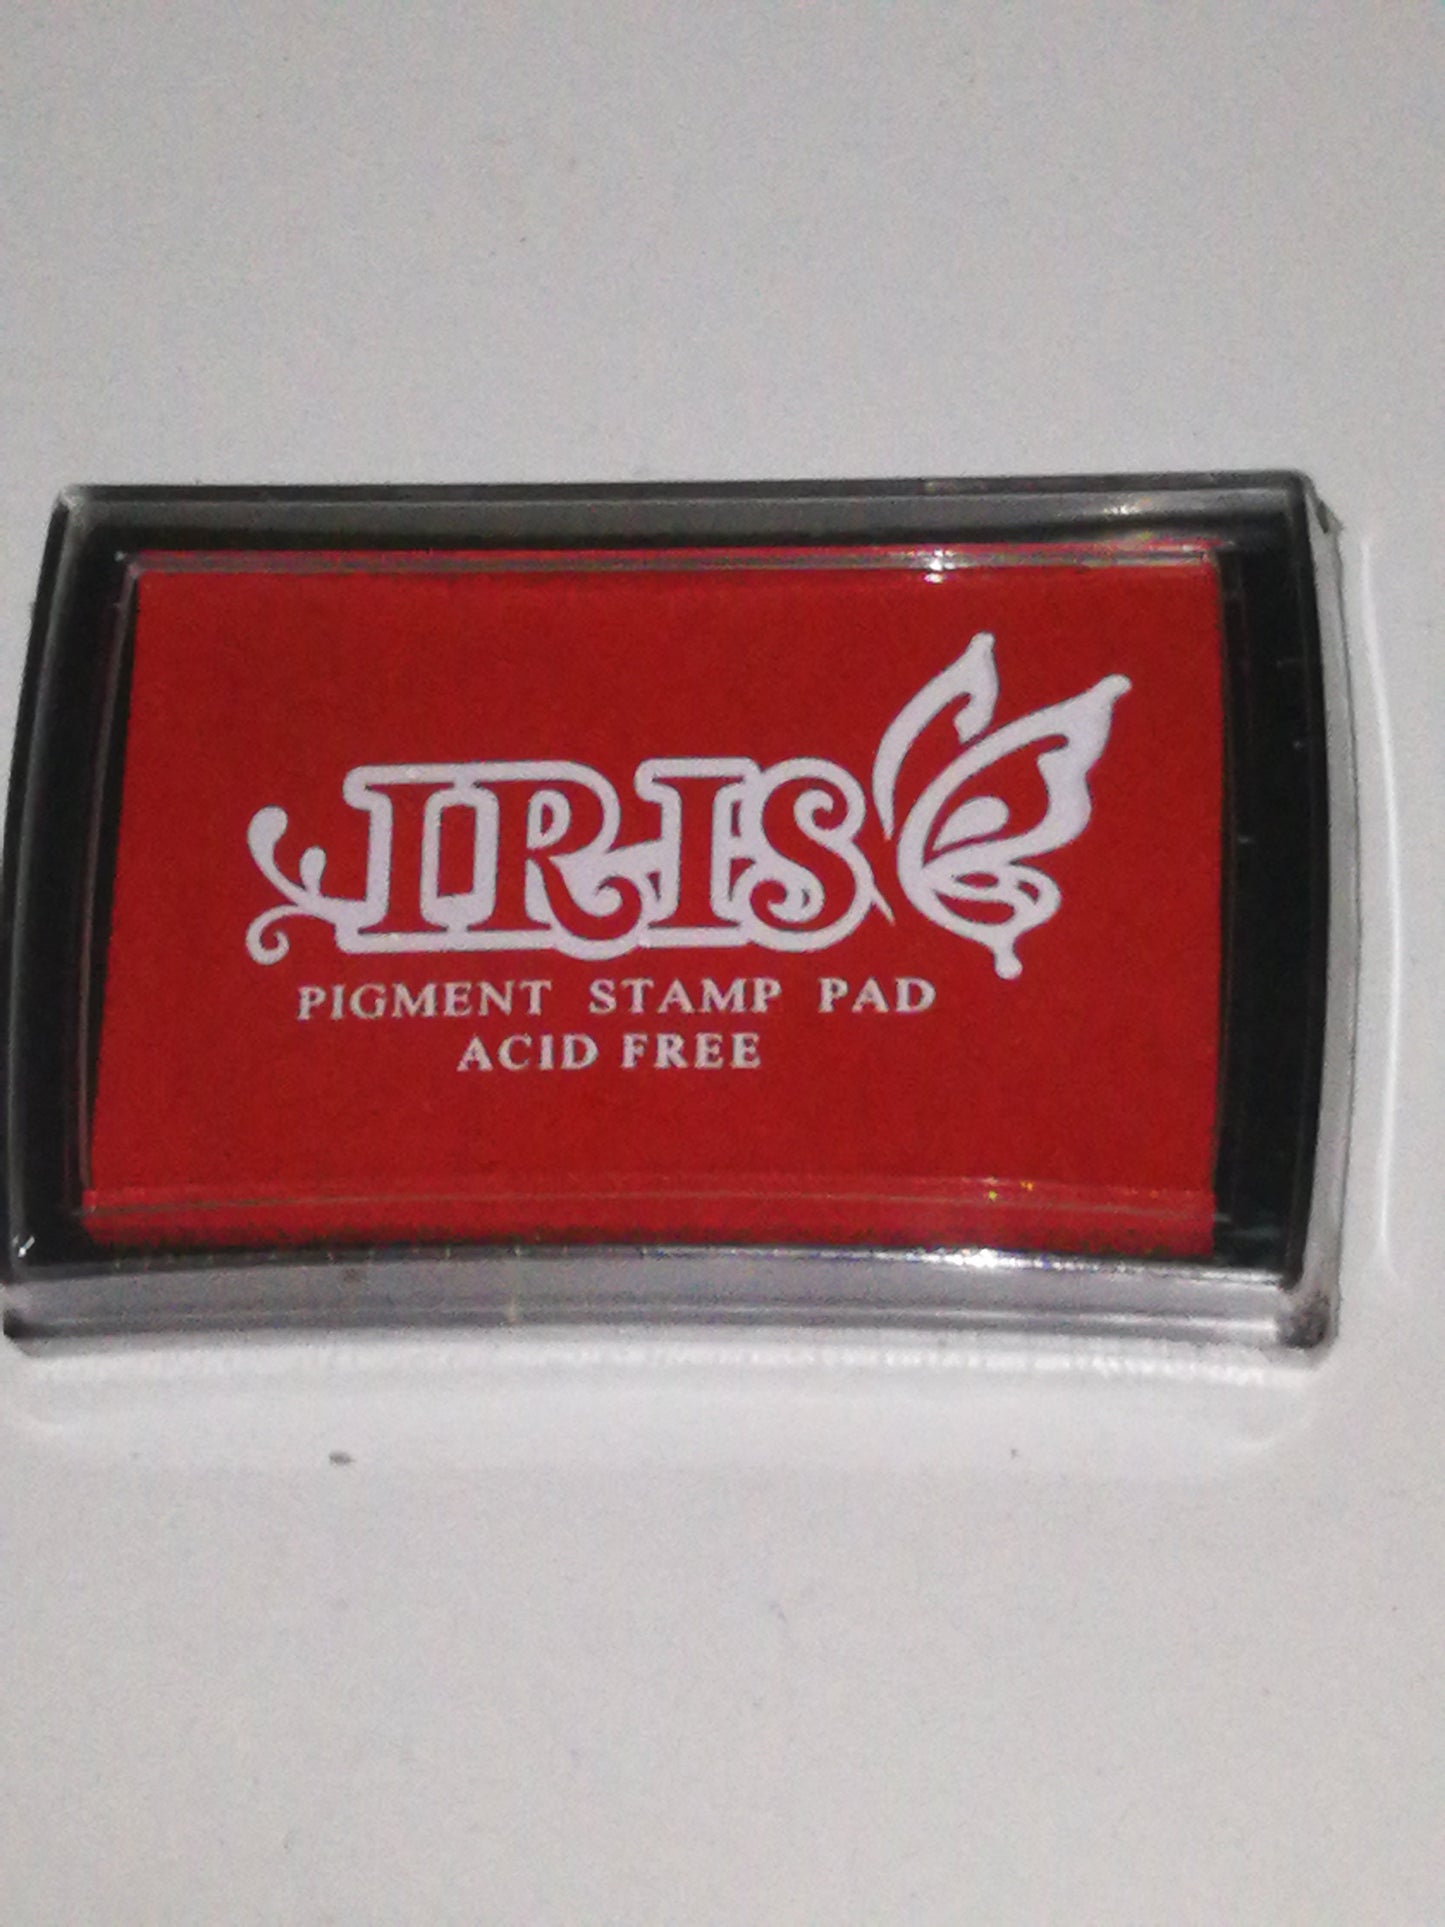 IRIS
PIGMENT STAMP PAD
ACID FREE